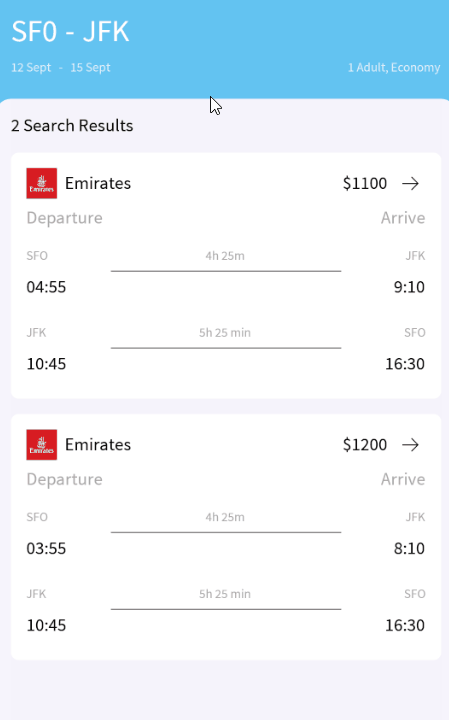 SF0 - JFK
12 Sept - 15 Sept 1 Adult, Economy
2 Search Results
Emirates Emirates $1100
Departure Arrive
SFO 4h 25m JFK
04:55 9:10
JFK 5h 25 min SFO
10:45 16:30
Emirates Emirates $1200
Departure Arrive
SFO 4h 25m JFK
03:55 8:10
JFK 5h 25 min SFO
10:45 16:30